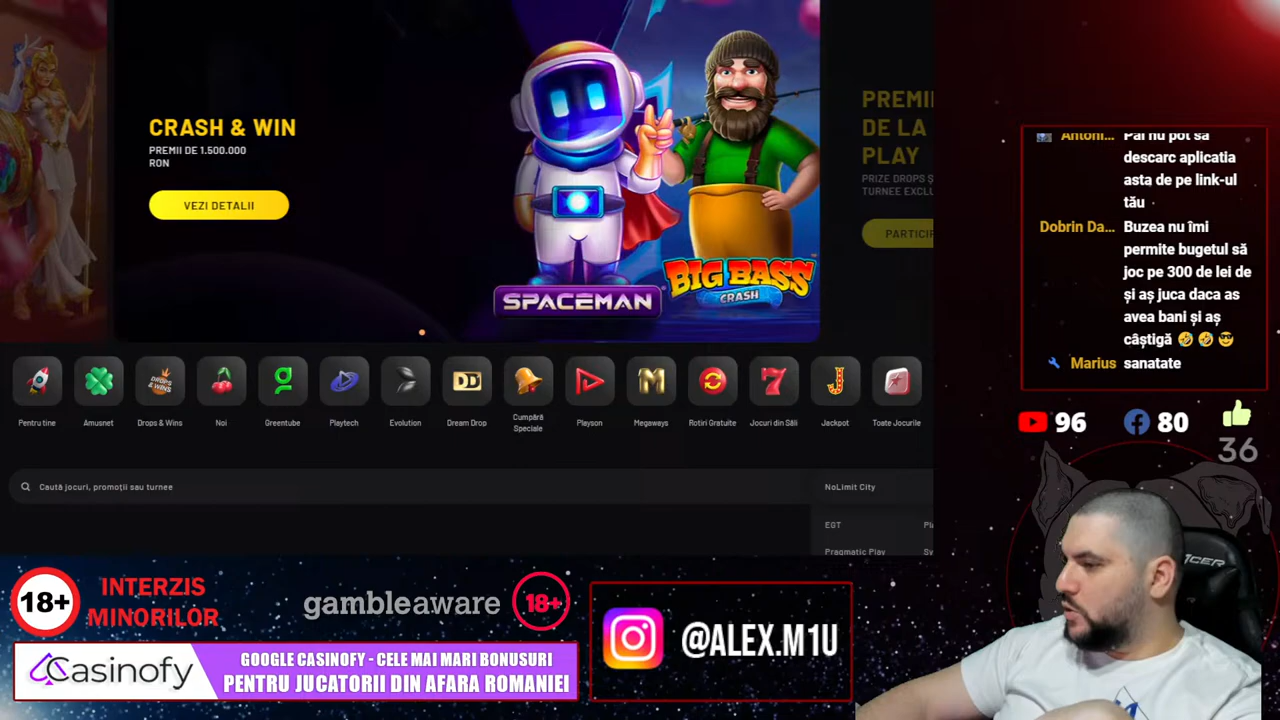 CRASH & WIN
PREMII DE 1.500.000
RON
VEZI DETALII
SPACEMAN
BIG BASS
CRASH
PREMII
DE LA
PLAY
PRIZE DROPS Ș
TURNEE EXCLU
PARTICIP
DROPS & WINS
DD
M
7
J
Pentru tine
Amusnet
Drops & Wins
Noi
Greentube
Playtech
Evolution
Dream Drop
Cumpără
Speciale
Playson
Megaways
Rotiri Gratuite
Jocuri din Săli
Jackpot
Toate Jocurile
Caută jocuri, promoții sau turnee
NoLimit City
EGT
Pragmatic Play
Antoni... Pai nu pot sa
descarc aplicatia
asta de pe link-ul
tău
Dobrin Da... Buzea nu îmi
permite bugetul să
joc pe 300 de lei de
și aș juca daca as
avea bani și aș
câștigă 🤣 🤣 😎
Marius sanatate
96
80
36
18+
INTERZIS
MINORILOR
gambleaware
18+
Casinofy
GOOGLE CASINOFY - CELE MAI MARI BONUSURI
PENTRU JUCATORII DIN AFARA ROMANIEI
@ALEX.M1U